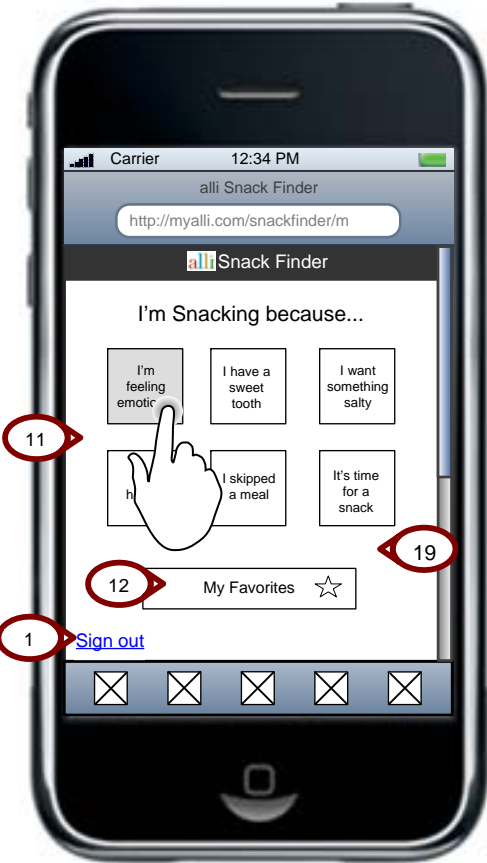 Carrier 12:34 PM
alli Snack Finder
http://myalli.com/snackfinder/m
alli Snack Finder
I'm Snacking because...
I'm
feeling
I have a
sweet
tooth
I want
something
salty
11
I skipped
a meal
It's time
for a
snack
19
12
My Favorites
1
Sign out